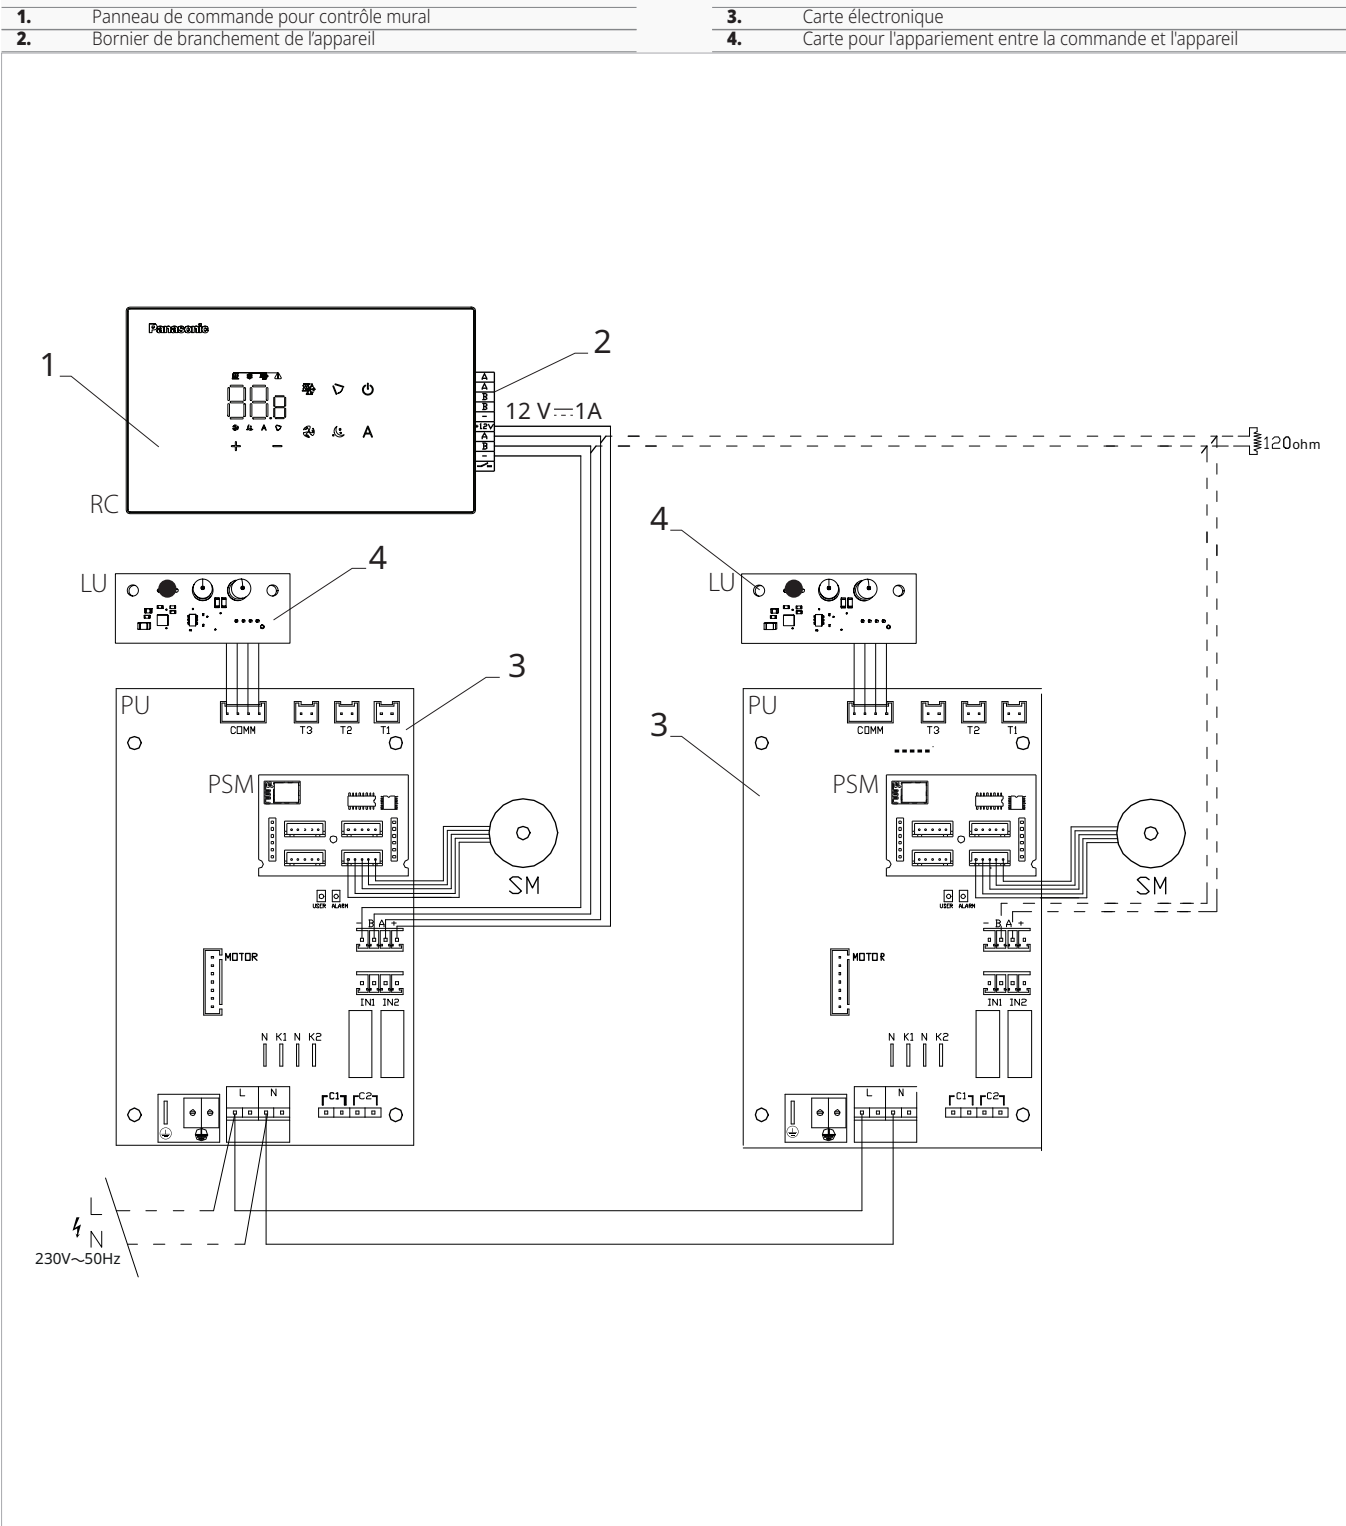 1. Panneau de commande pour contrôle mural
2. Bornier de branchement de l'appareil
3. Carte électronique
4. Carte pour l'appariement entre la commande et l'appareil
Panasonic
1
2
A
A
B
B
-
+12V
A
B
-
12 V⎓1A
88.8
A
+ −
A
RC
120ohm
LU
4
4
LU
PU
3
COMM T3 T2 T1
PSM
SM
USER ALARM
- B A +
MOTOR
IN1 IN2
N K1 N K2
L N
C1 C2
PU
3
COMM T3 T2 T1
PSM
SM
USER ALARM
- B A +
MOTOR
IN1 IN2
N K1 N K2
L N
C1 C2
L
N
230V~50Hz